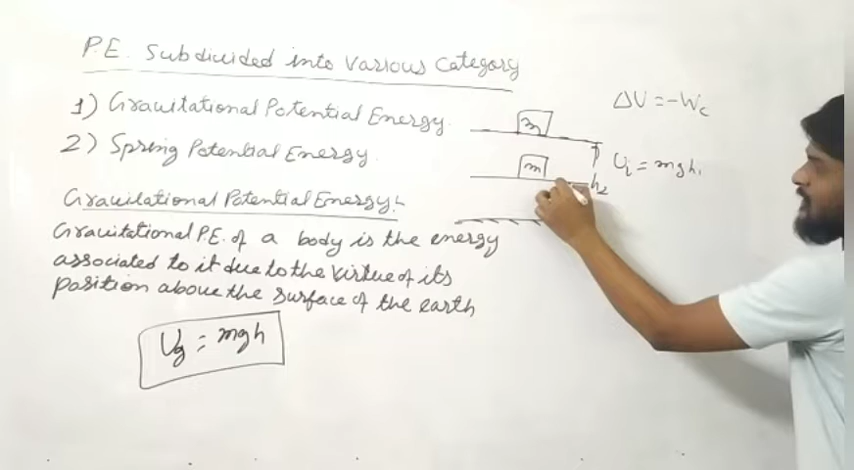 P.E. Subdivided into Various Category
1) Gravitational Potential Energy
2) Spring Potential Energy.
Gravitational Potential Energy:-
Gravitational P.E. of a body is the energy
associated to it due to the virtue of its
position above the surface of the earth
Ug = mgh
m
m
h2
ΔU = -Wc
Ui = mgh1